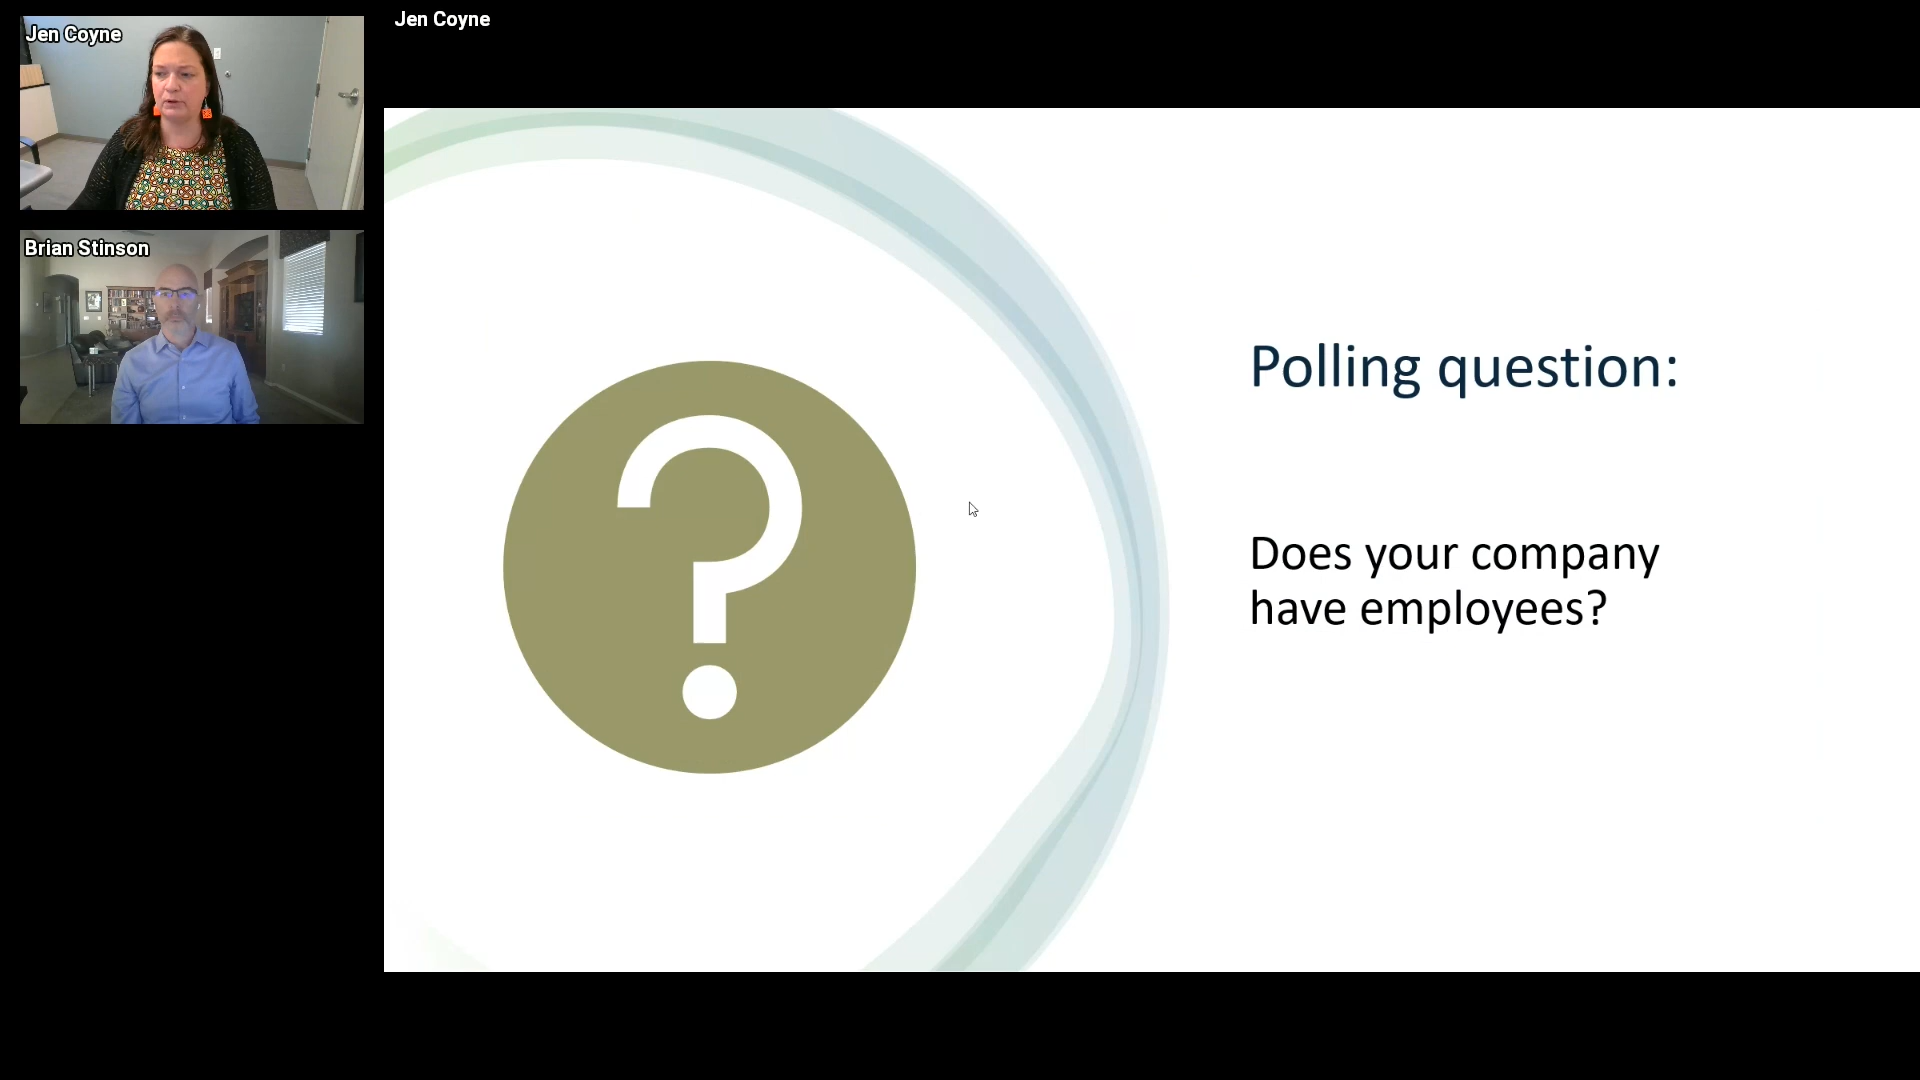 Jen Coyne
Jen Coyne
Brian Stinson
Polling question:
Does your company
have employees?